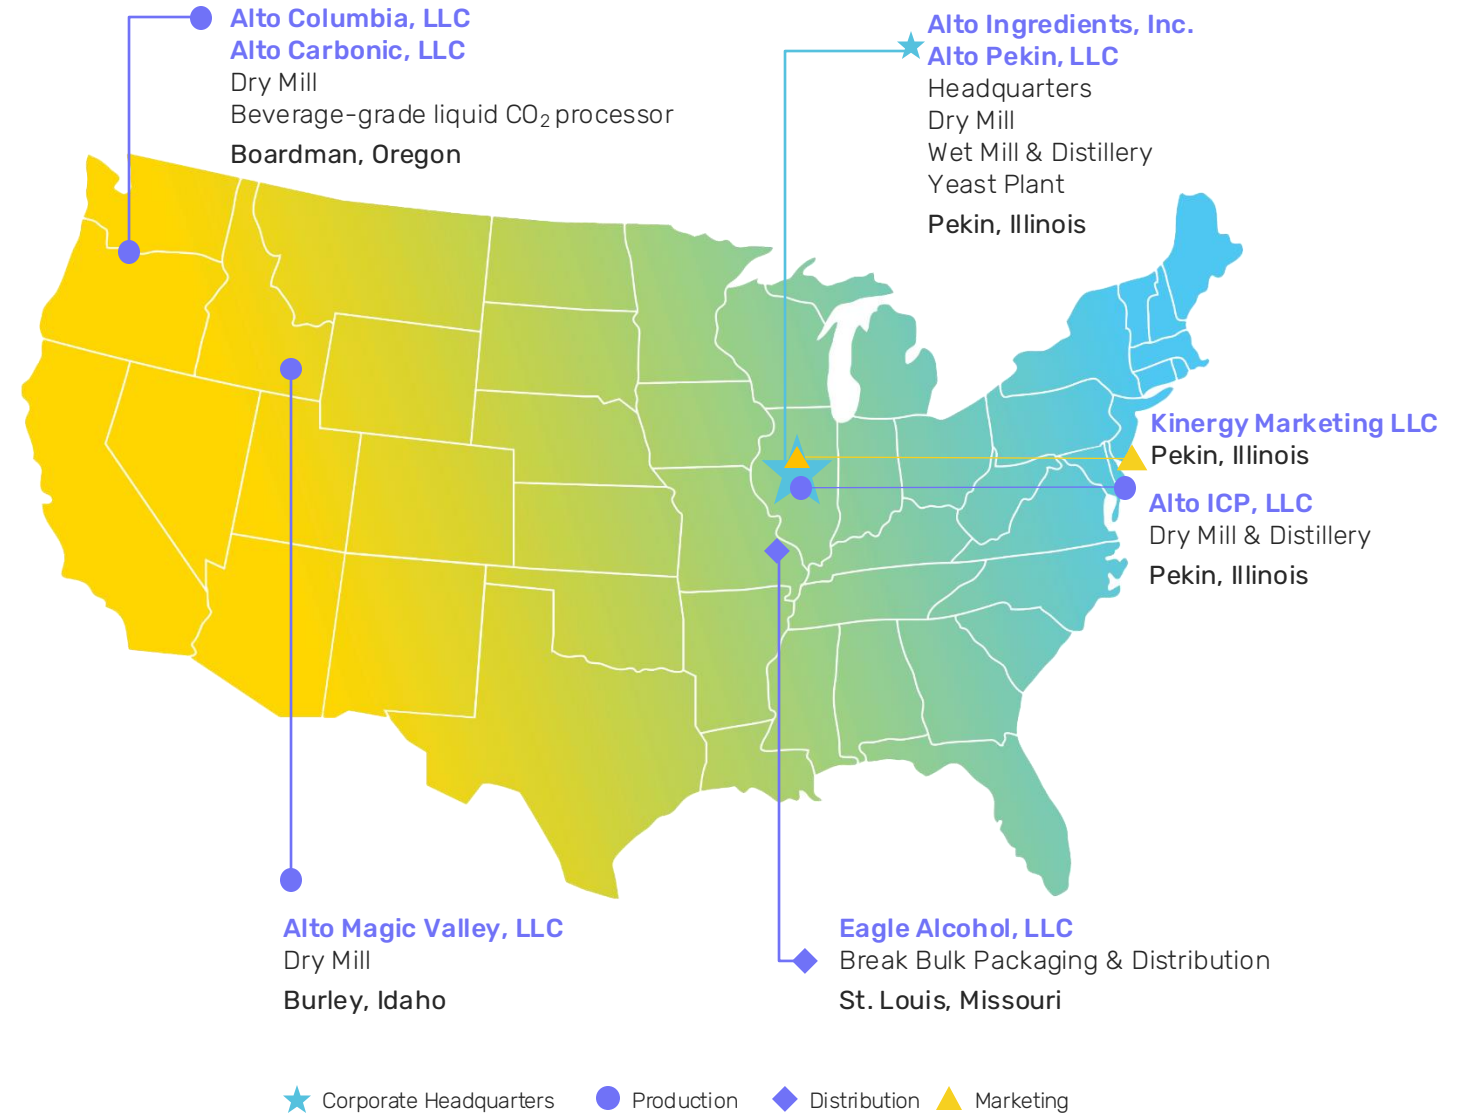 Alto Columbia, LLC
Alto Carbonic, LLC
Dry Mill
Beverage-grade liquid CO₂ processor
Boardman, Oregon
Alto Ingredients, Inc.
Alto Pekin, LLC
Headquarters
Dry Mill
Wet Mill & Distillery
Yeast Plant
Pekin, Illinois
Kinergy Marketing LLC
Pekin, Illinois
Alto ICP, LLC
Dry Mill & Distillery
Pekin, Illinois
Alto Magic Valley, LLC
Dry Mill
Burley, Idaho
Eagle Alcohol, LLC
Break Bulk Packaging & Distribution
St. Louis, Missouri
Corporate Headquarters Production Distribution Marketing